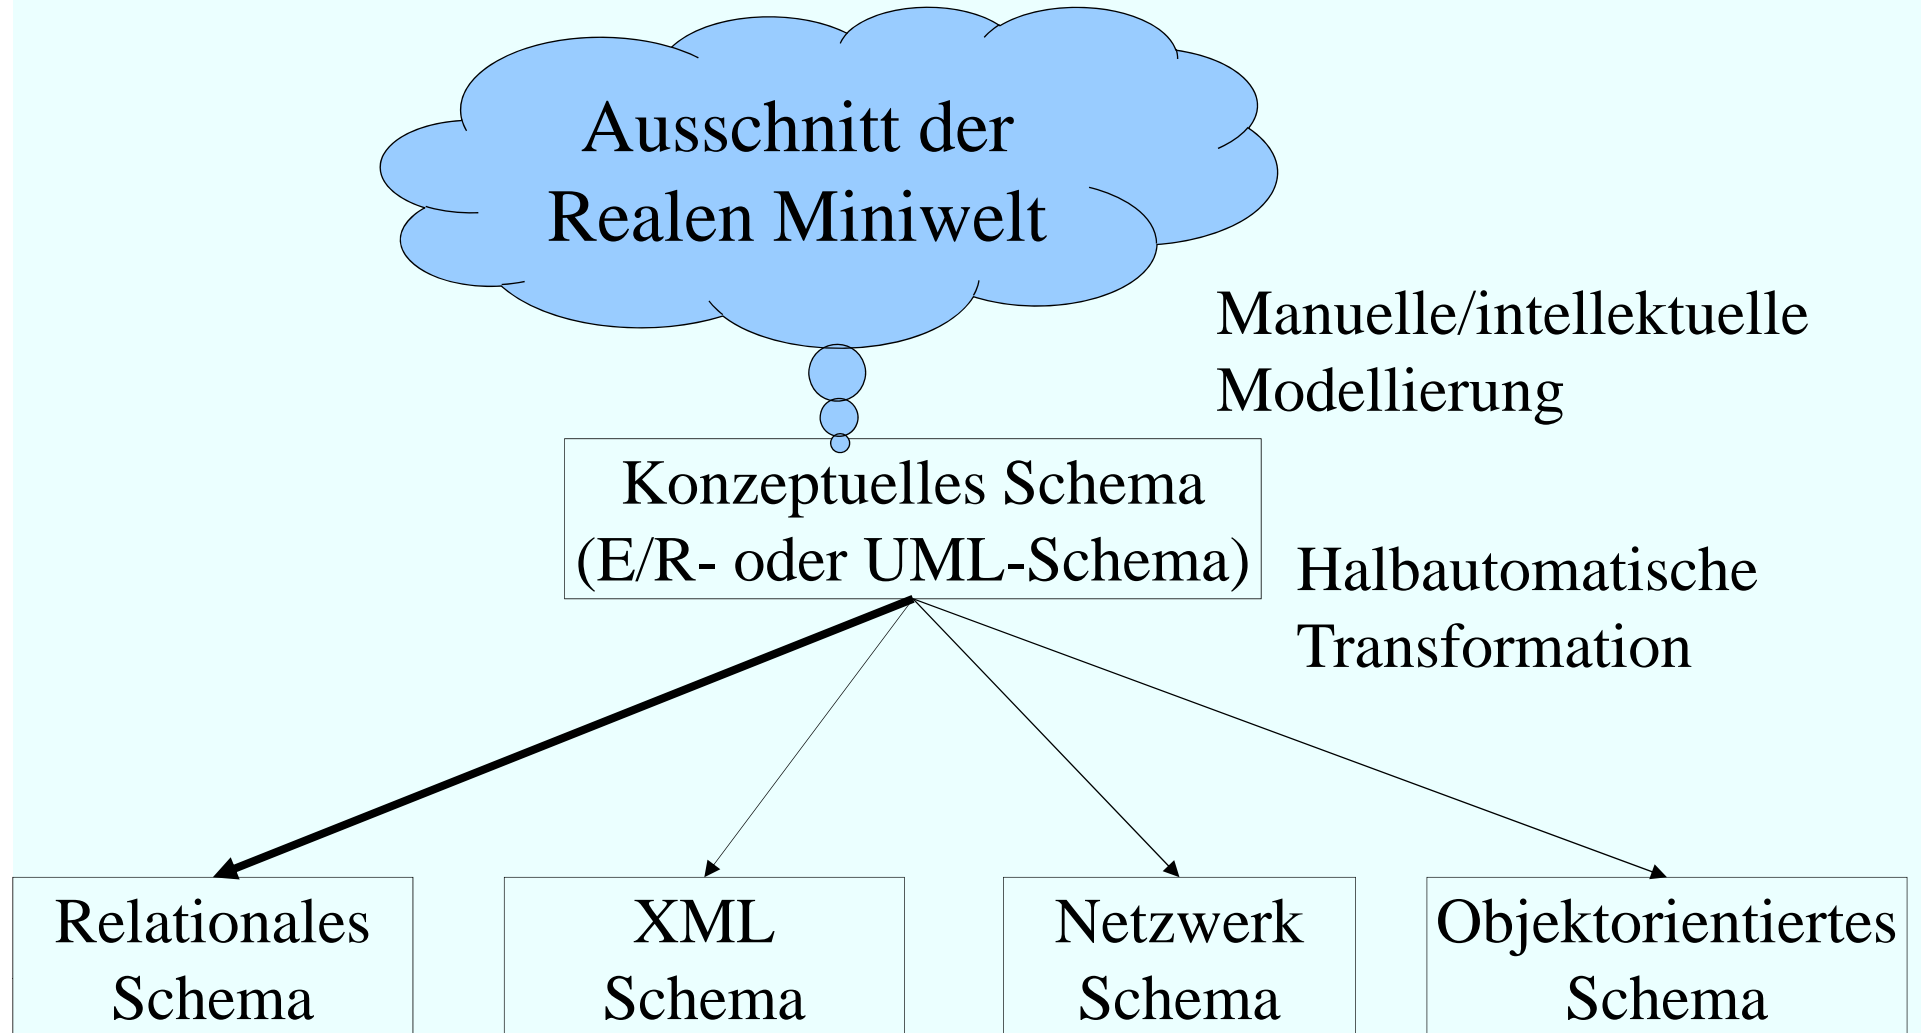 Ausschnitt der
Realen Miniwelt
Manuelle/intellektuelle
Modellierung
Konzeptuelles Schema
(E/R- oder UML-Schema)
Halbautomatische
Transformation
Relationales
Schema
XML
Schema
Netzwerk
Schema
Objektorientiertes
Schema